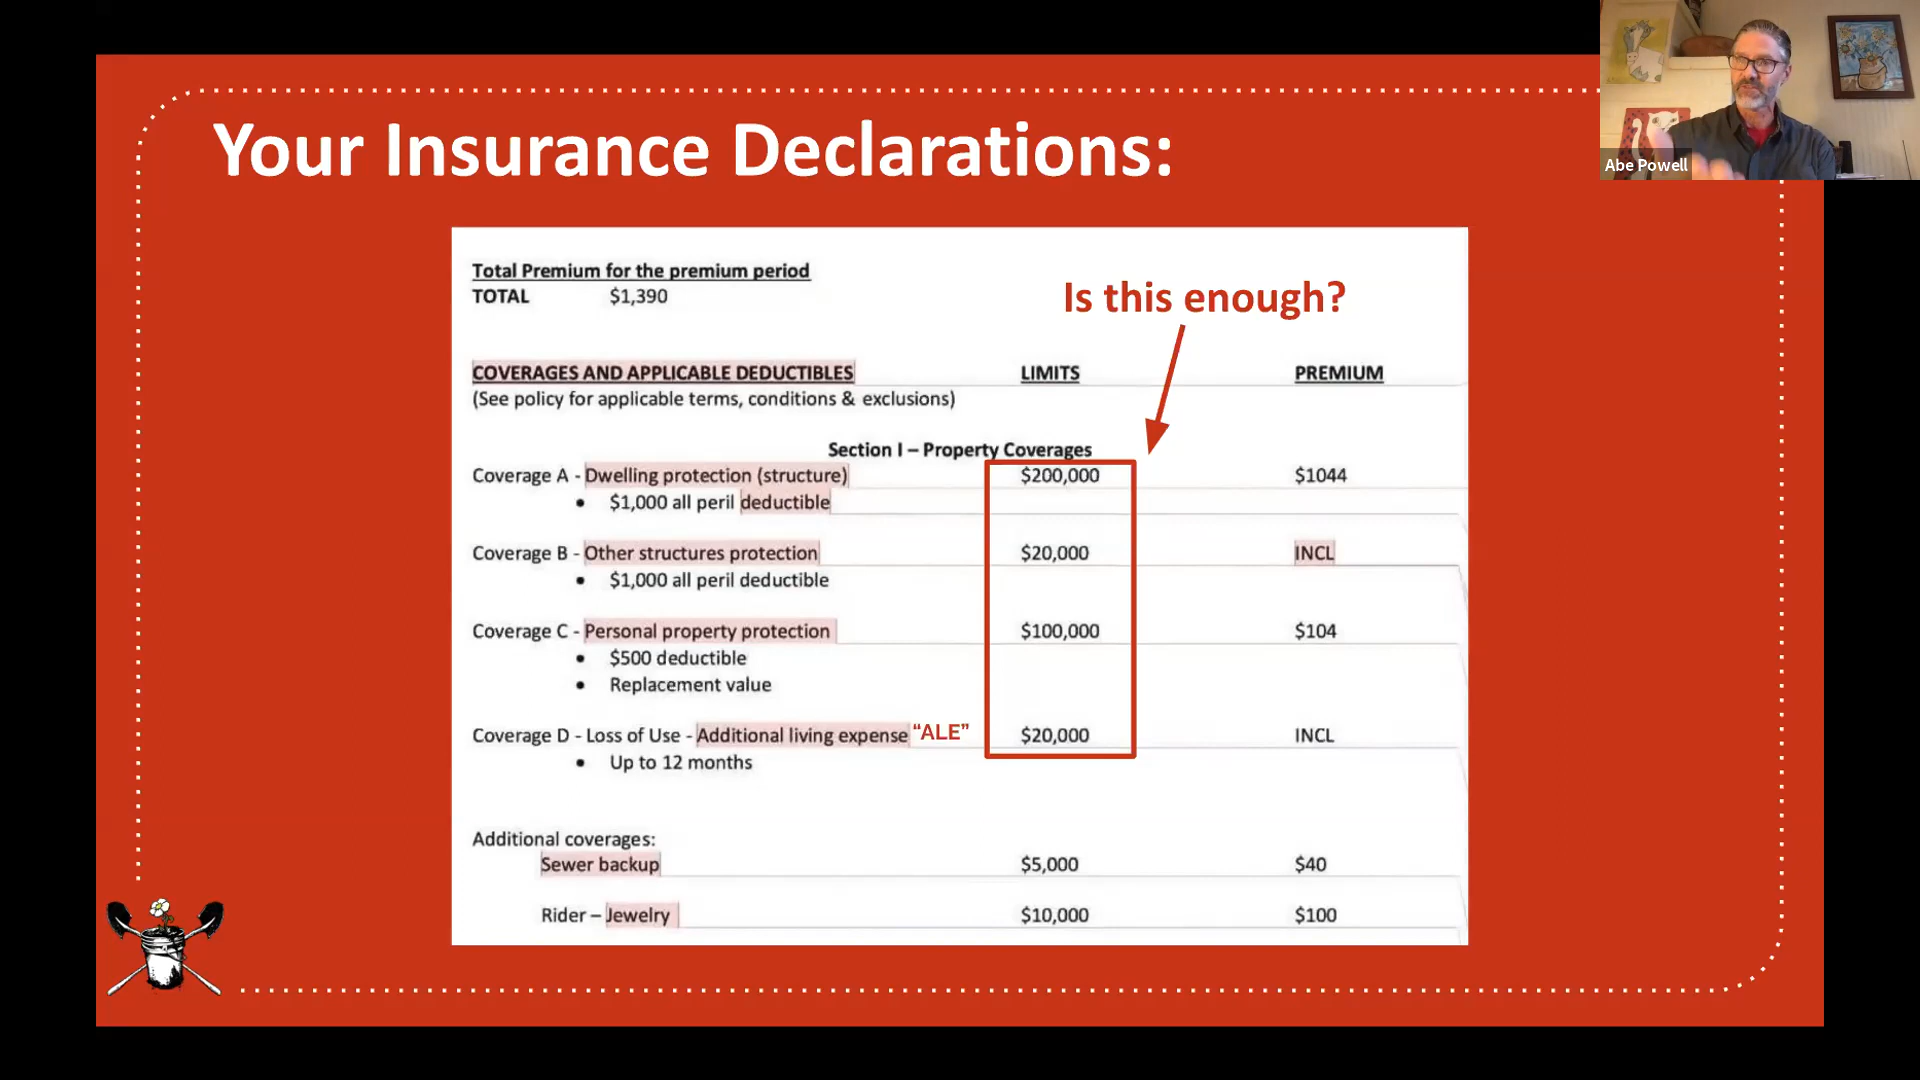 Abe Powell
Your Insurance Declarations:
Total Premium for the premium period
TOTAL $1,390
Is this enough?
COVERAGES AND APPLICABLE DEDUCTIBLES LIMITS PREMIUM
(See policy for applicable terms, conditions & exclusions)
Section I – Property Coverages
Coverage A - Dwelling protection (structure) $200,000 $1044
• $1,000 all peril deductible
Coverage B - Other structures protection $20,000 INCL
• $1,000 all peril deductible
Coverage C - Personal property protection $100,000 $104
• $500 deductible
• Replacement value
Coverage D - Loss of Use - Additional living expense “ALE” $20,000 INCL
• Up to 12 months
Additional coverages:
Sewer backup $5,000 $40
Rider – Jewelry $10,000 $100